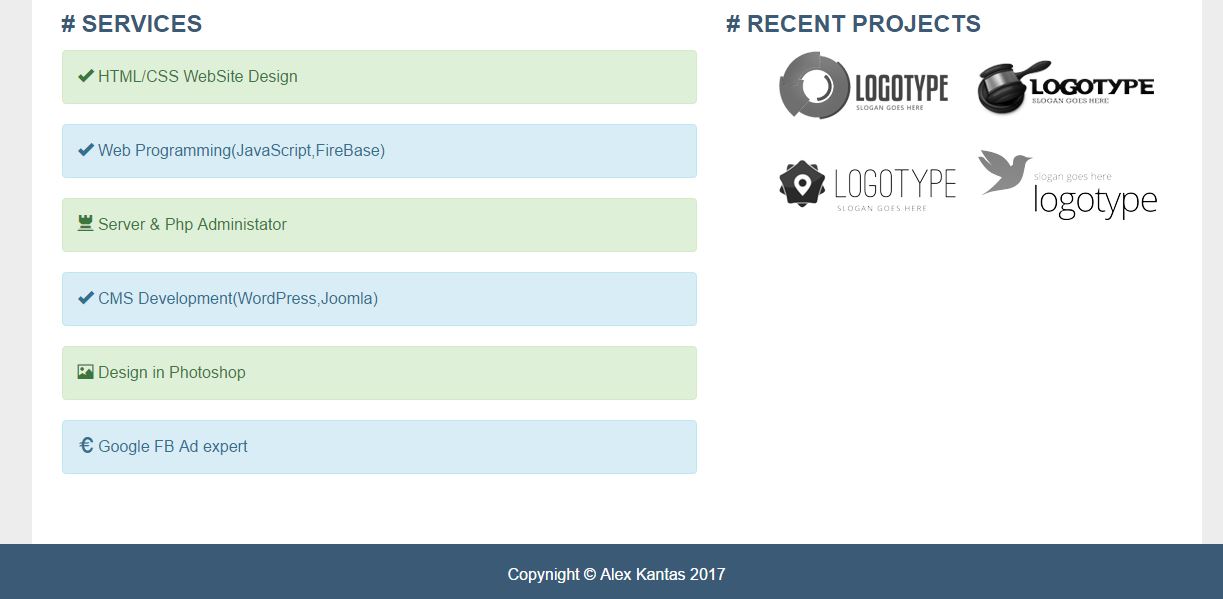 # SERVICES
HTML/CSS WebSite Design
Web Programming(JavaScript,FireBase)
Server & Php Administator
CMS Development(WordPress,Joomla)
Design in Photoshop
€ Google FB Ad expert
# RECENT PROJECTS
LOGOTYPE
SLOGAN GOES HERE
LOGOTYPE
SLOGAN GOES HERE
LOGOTYPE
SLOGAN GOES HERE
slogan goes here
logotype
Copynight © Alex Kantas 2017